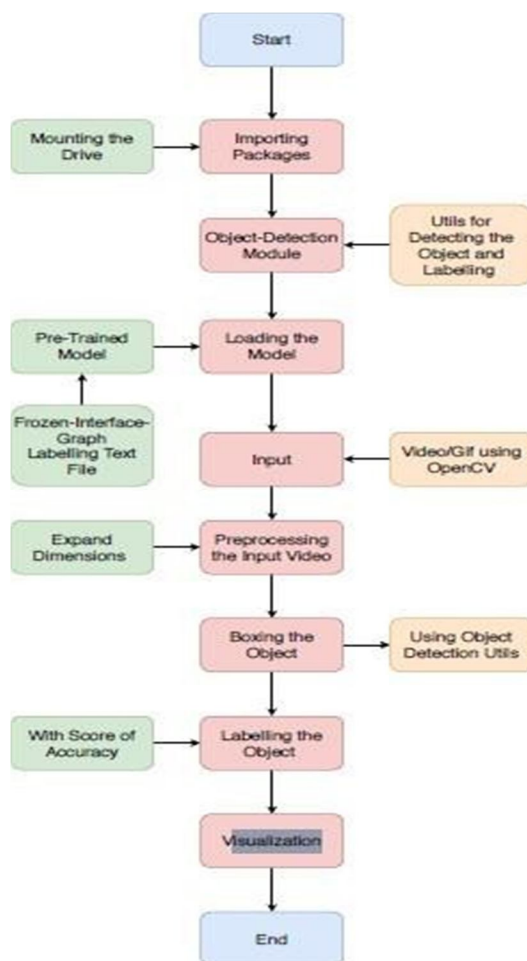 Start
Mounting the
Drive
Importing
Packages
Object-Detection
Module
Utils for
Detecting the
Object and
Labelling
Pre-Trained
Model
Loading the
Model
Frozen-Interface-
Graph
Labelling Text
File
Input
Video/Gif using
OpenCV
Expand
Dimensions
Preprocessing
the Input Video
Boxing the
Object
Using Object
Detection Utils
With Score of
Accuracy
Labelling the
Object
Visualization
End